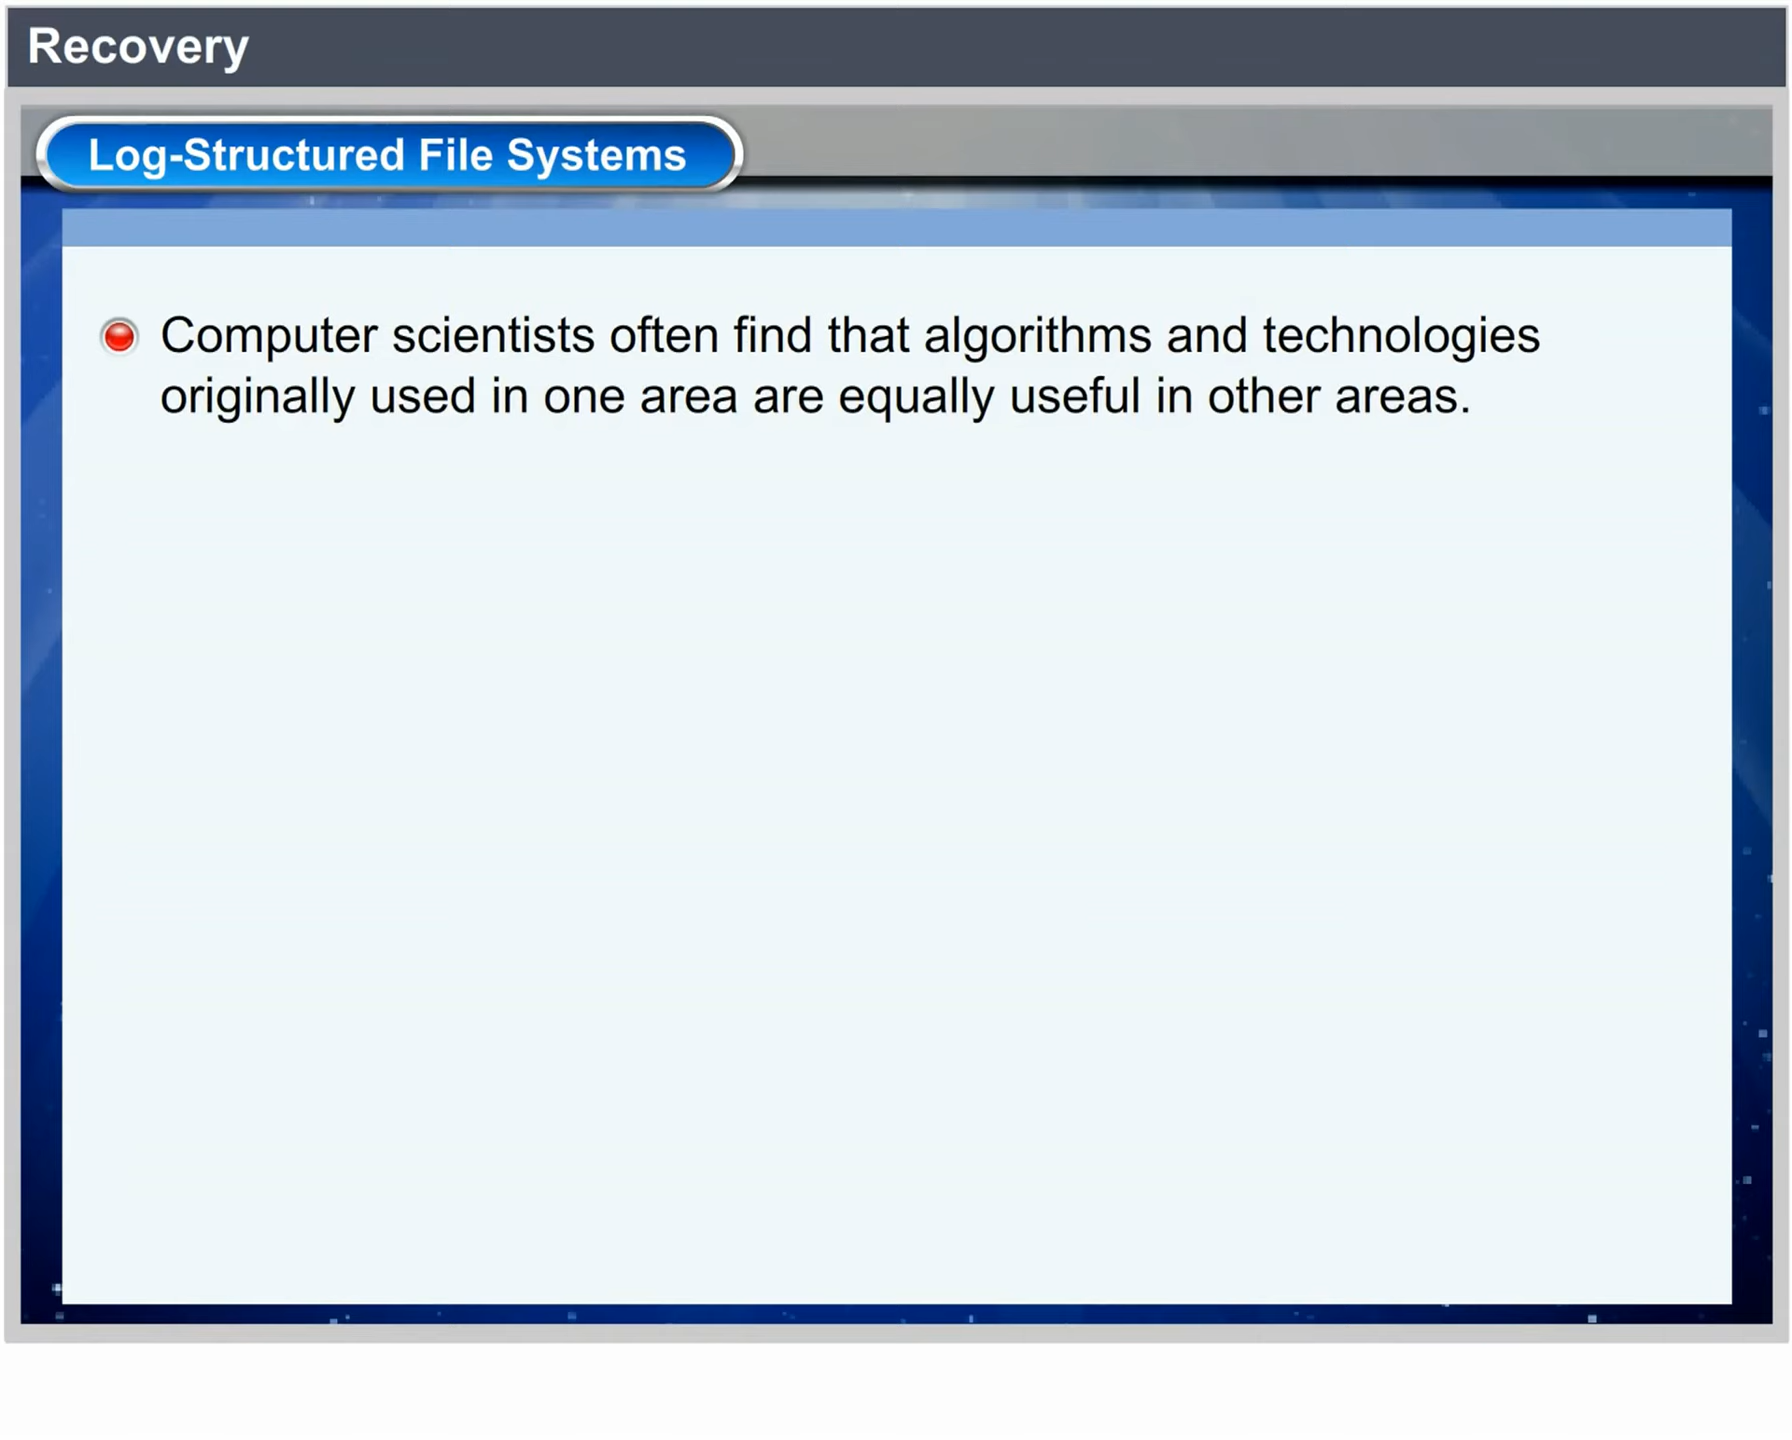 Recovery
Log-Structured File Systems
Computer scientists often find that algorithms and technologies
originally used in one area are equally useful in other areas.